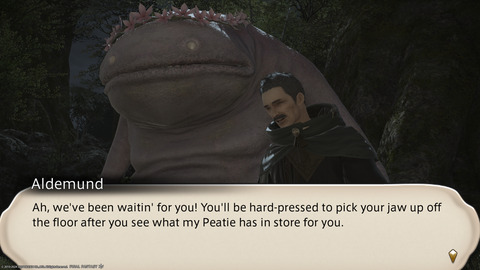 Aldemund
Ah, we've been waitin' for you! You'll be hard-pressed to pick your jaw up off
the floor after you see what my Peatie has in store for you.